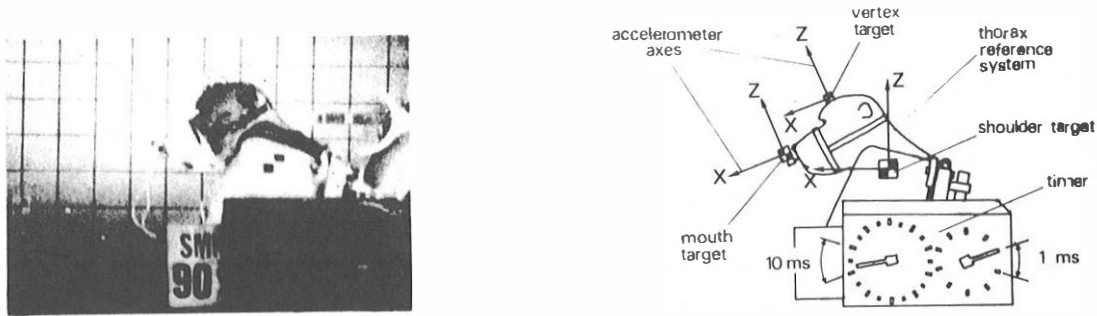 SM
90
accelerometer
axes
vertex
target
thorax
reference
system
Z
Z
Z
X
X
X
shoulder target
timer
mouth
target
10 ms
1 ms